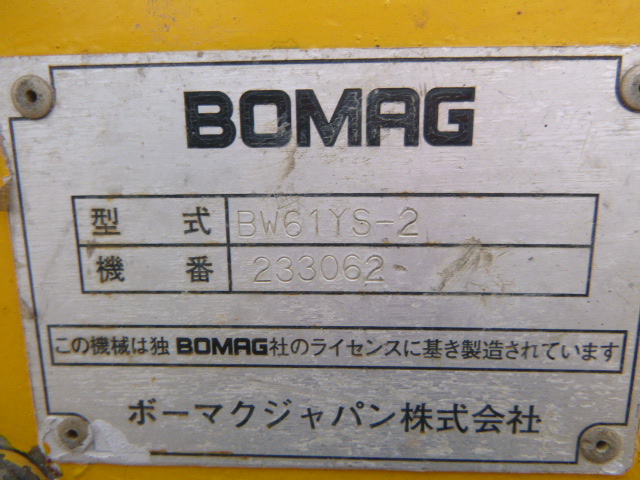 BOMAG
型 式 BW61YS-2
機 番 233062
この機械は独BOMAG社のライセンスに基き製造されています
ボーマクジャパン株式会社